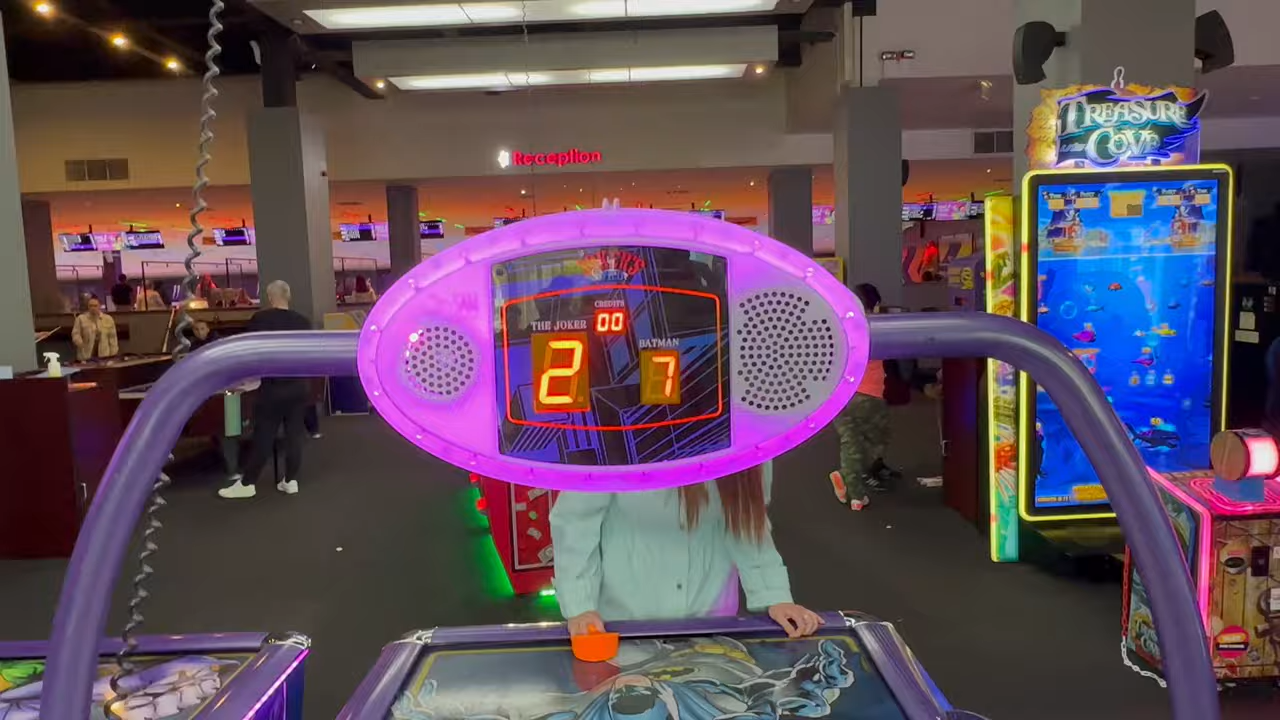 Reception
TREASURE
COVE
CREDITS
00
THE JOKER
BATMAN
2
7